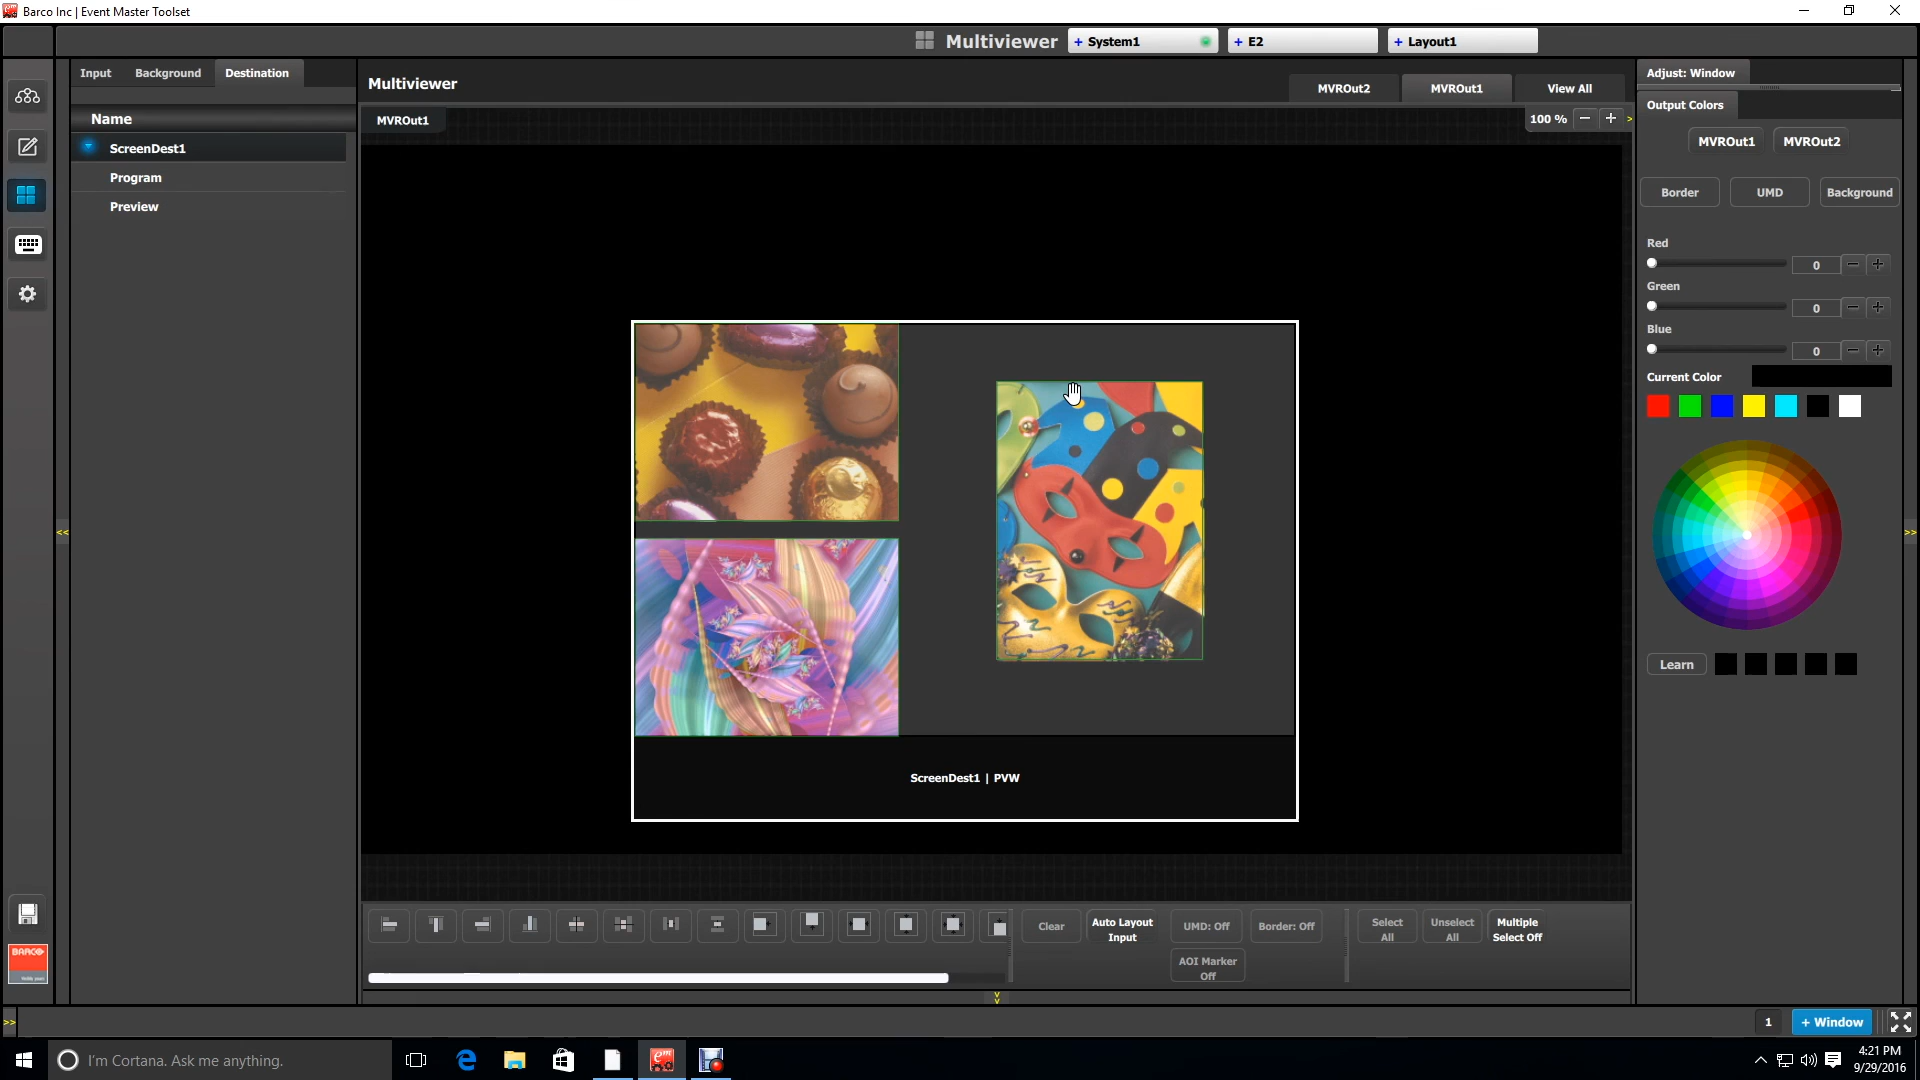 Barco Inc | Event Master Toolset
Multiviewer
+ System1
+ E2
+ Layout1
Input
Background
Destination
Name
ScreenDest1
Program
Preview
Multiviewer
MVROut2
MVROut1
View All
MVROut1
100 %
ScreenDest1 | PVW
Clear
Auto Layout
Input
UMD: Off
Border: Off
AOI Marker
Off
Select
All
Unselect
All
Multiple
Select Off
Adjust: Window
Output Colors
MVROut1
MVROut2
Border
UMD
Background
Red
0
Green
0
Blue
0
Current Color
Learn
BARCO
<<
>>
>>
1
+ Window
I'm Cortana. Ask me anything.
4:21 PM
9/29/2016